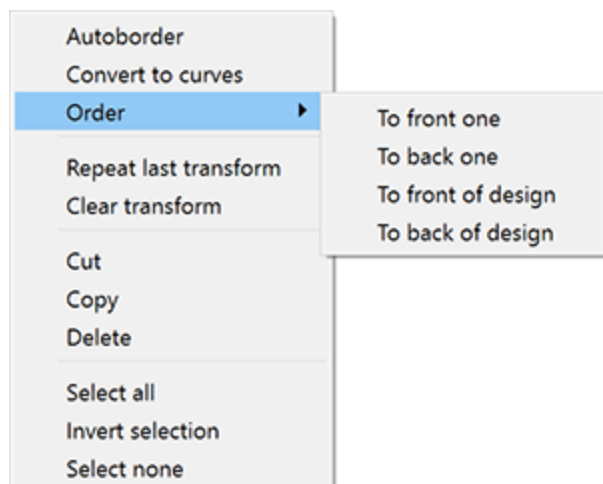 Autoborder
Convert to curves
Order
To front one
To back one
To front of design
To back of design
Repeat last transform
Clear transform
Cut
Copy
Delete
Select all
Invert selection
Select none